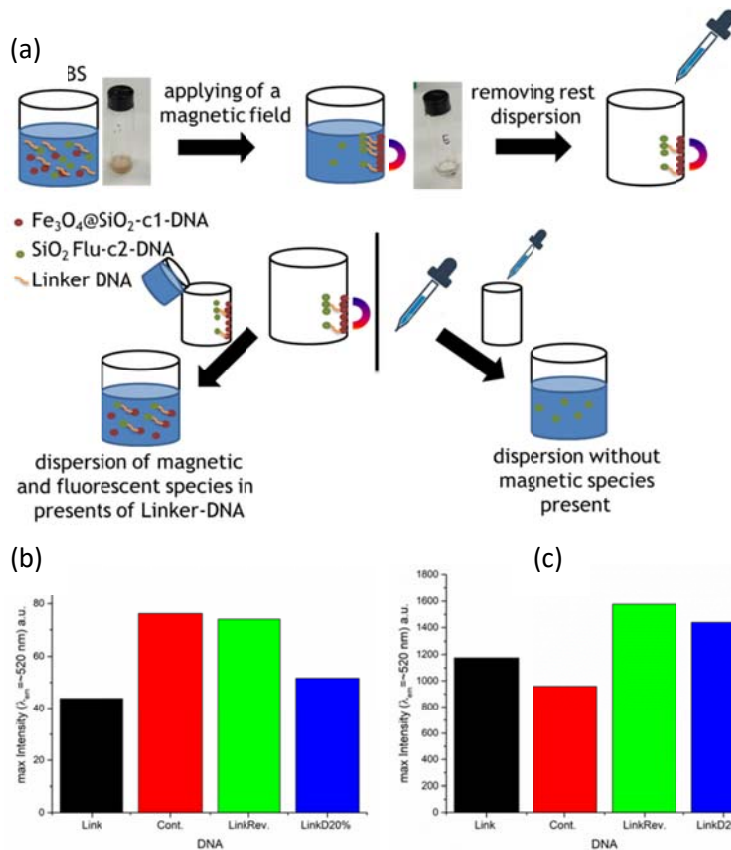 (a)
BS
applying of a
magnetic field
removing rest
dispersion
Fe3O4@SiO2-c1-DNA
SiO2 Flu-c2-DNA
Linker DNA
dispersion of magnetic
and fluorescent species in
presents of Linker-DNA
dispersion without
magnetic species
present
(b)
max Intensity (λem=~520 nm) a.u.
80
60
40
20
0
Link
Cont.
LinkRev.
LinkD20%
DNA
(c)
max Intensity (λem=~520 nm) a.u.
1800
1600
1400
1200
1000
800
600
400
200
0
Link
Cont.
LinkRev.
LinkD2
DNA